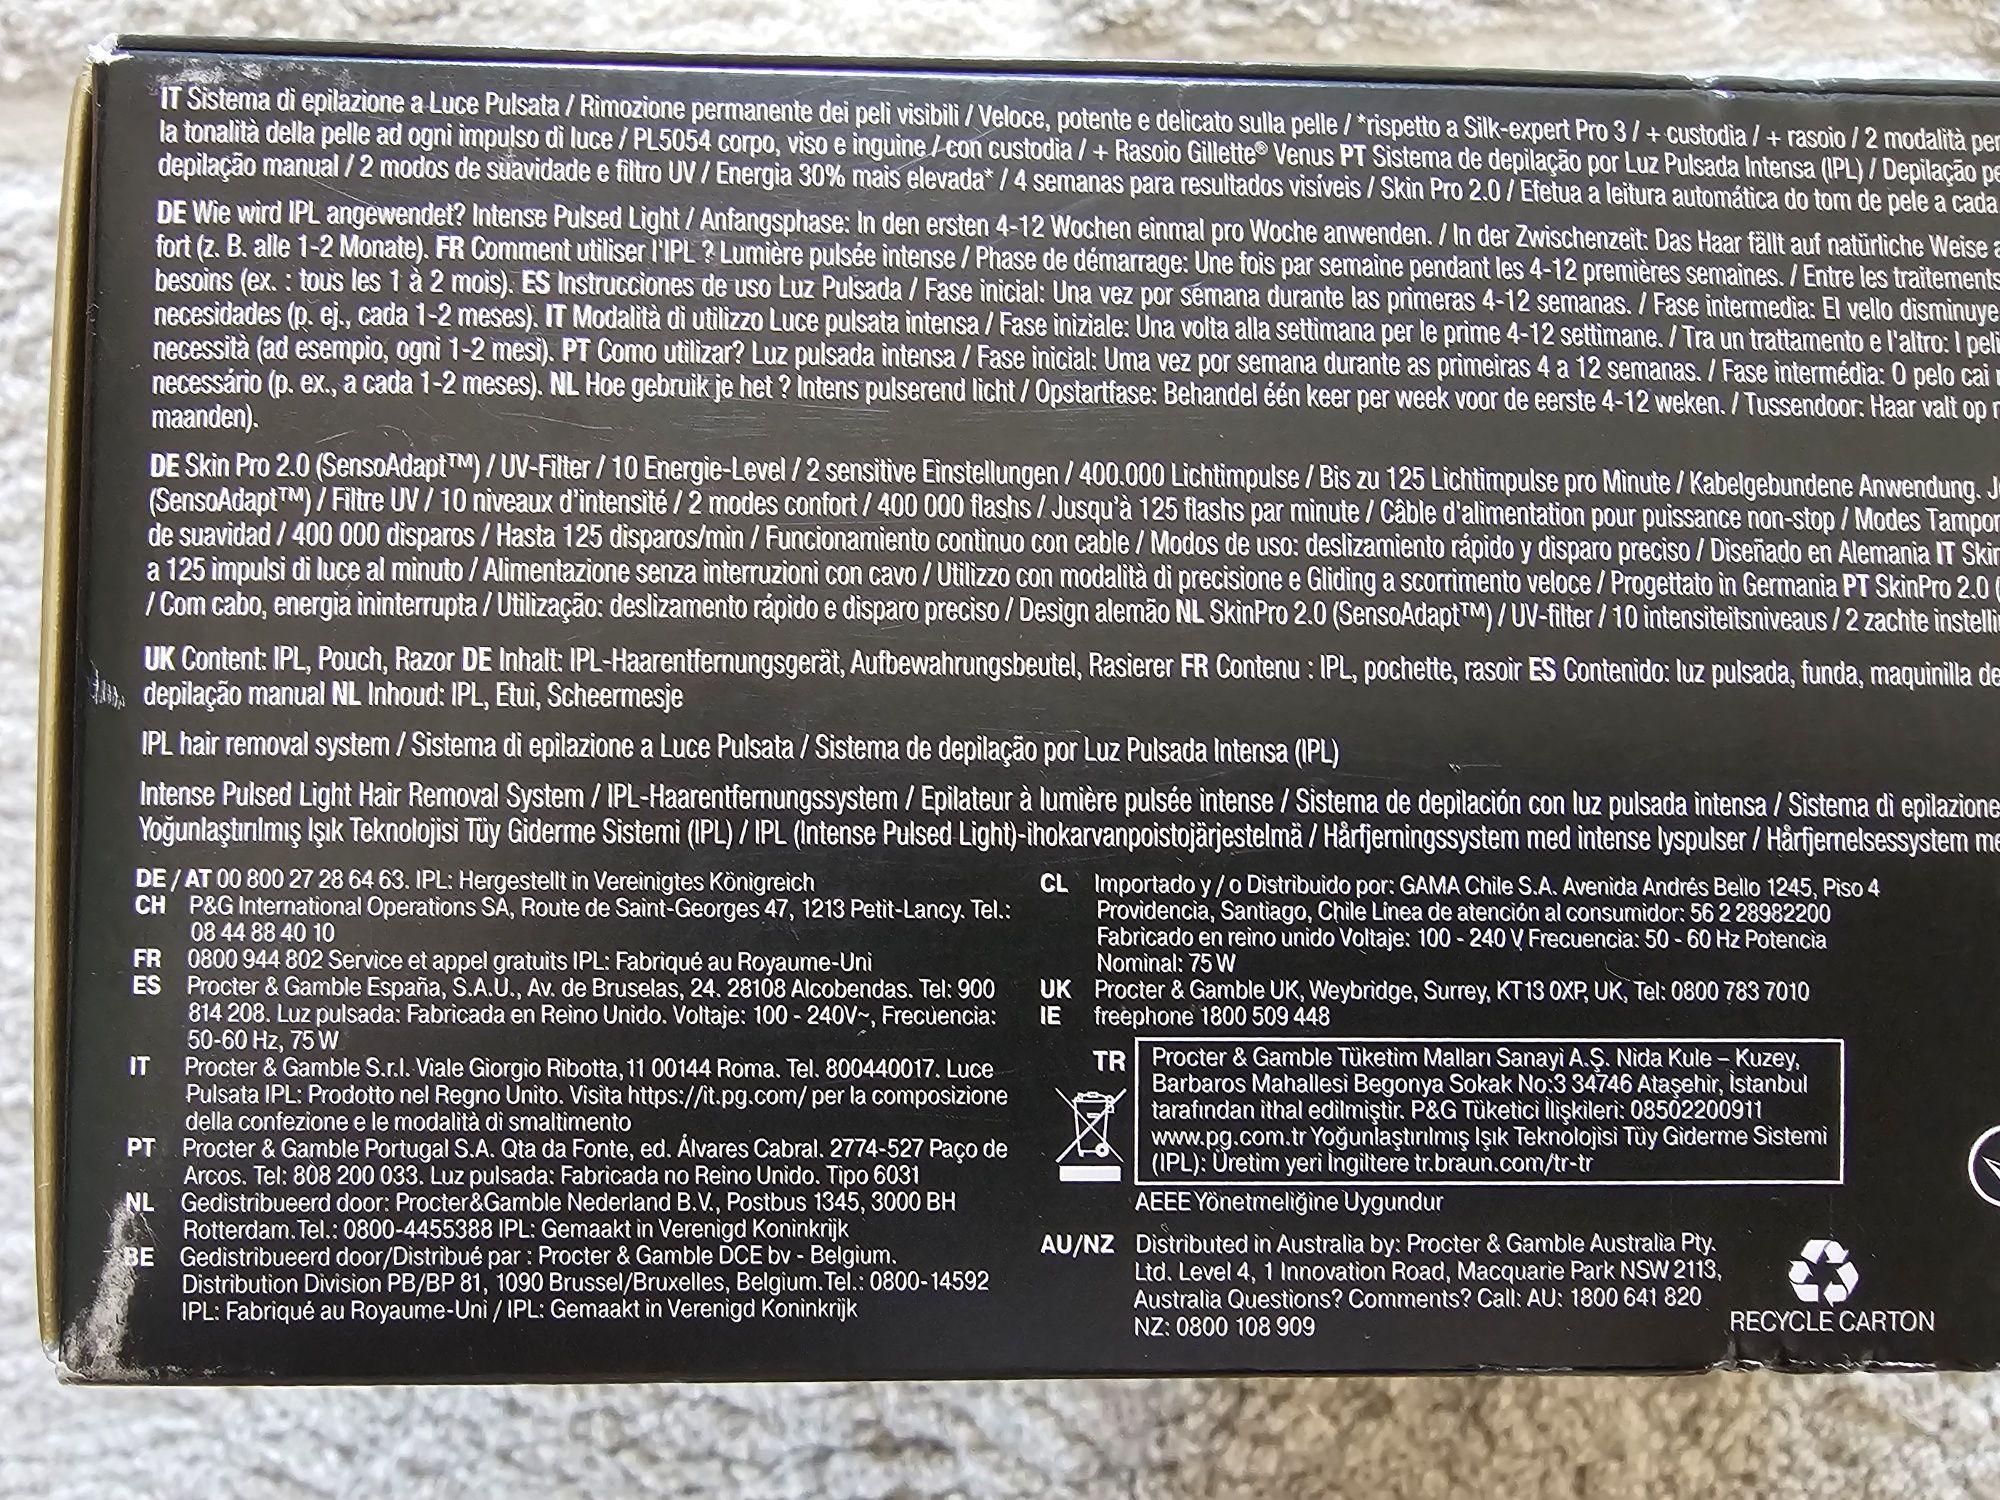 IT Sistema di epilazione a Luce Pulsata / Rimozione permanente dei peli visibili / Veloce, potente e delicato sulla pelle / *rispetto a Silk-expert Pro 3 / + custodia / + rasoio / 2 modalità per
la tonalità della pelle ad ogni impulso di luce / PL5054 corpo, viso e inguine / con custodia / + Rasoio Gillette® Venus PT Sistema de depilação por Luz Pulsada Intensa (IPL) / Depilação pe
depilação manual / 2 modos de suavidade e filtro UV / Energia 30% mais elevada* / 4 semanas para resultados visíveis / Skin Pro 2.0 / Efetua a leitura automática do tom de pele a cada
DE Wie wird IPL angewendet? Intense Pulsed Light / Anfangsphase: In den ersten 4-12 Wochen einmal pro Woche anwenden. / In der Zwischenzeit: Das Haar fällt auf natürliche Weise a
fort (z. B. alle 1-2 Monate). FR Comment utiliser l'IPL ? Lumière pulsée intense / Phase de démarrage: Une fois par semaine pendant les 4-12 premières semaines. / Entre les traitements
besoins (ex. : tous les 1 à 2 mois). ES Instrucciones de uso Luz Pulsada / Fase inicial: Una vez por semana durante las primeras 4-12 semanas. / Fase intermedia: El vello disminuye
necesidades (p. ej., cada 1-2 meses). IT Modalità di utilizzo Luce pulsata intensa / Fase iniziale: Una volta alla settimana per le prime 4-12 settimane. / Tra un trattamento e l'altro: I peli
necessità (ad esempio, ogni 1-2 mesi). PT Como utilizar? Luz pulsada intensa / Fase inicial: Uma vez por semana durante as primeiras 4 a 12 semanas. / Fase intermédia: O pelo cai
necessário (p. ex., a cada 1-2 meses). NL Hoe gebruik je het ? Intens pulserend licht / Opstartfase: Behandel één keer per week voor de eerste 4-12 weken. / Tussendoor: Haar valt op
maanden).
DE Skin Pro 2.0 (SensoAdapt™) / UV-Filter / 10 Energie-Level / 2 sensitive Einstellungen / 400.000 Lichtimpulse / Bis zu 125 Lichtimpulse pro Minute / Kabelgebundene Anwendung.
(SensoAdapt™) / Filtre UV / 10 niveaux d'intensité / 2 modes confort / 400 000 flashs / Jusqu'à 125 flashs par minute / Câble d'alimentation pour puissance non-stop / Modes Tampon
de suavidad / 400 000 disparos / Hasta 125 disparos/min / Funcionamiento continuo con cable / Modos de uso: deslizamiento rápido y disparo preciso / Diseñado en Alemania IT Skin
a 125 impulsi di luce al minuto / Alimentazione senza interruzioni con cavo / Utilizzo con modalità di precisione e Gliding a scorrimento veloce / Progettato in Germania PT SkinPro 2.0 (
/ Com cabo, energia ininterrupta / Utilização: deslizamento rápido e disparo preciso / Design alemão NL SkinPro 2.0 (SensoAdapt™) / UV-filter / 10 intensiteitsniveaus / 2 zachte instelli
UK Content: IPL, Pouch, Razor DE Inhalt: IPL-Haarentfernungsgerät, Aufbewahrungsbeutel, Rasierer FR Contenu : IPL, pochette, rasoir ES Contenido: luz pulsada, funda, maquinilla de
depilação manual NL Inhoud: IPL, Etui, Scheermesje
IPL hair removal system / Sistema di epilazione a Luce Pulsata / Sistema de depilação por Luz Pulsada Intensa (IPL)
Intense Pulsed Light Hair Removal System / IPL-Haarentfernungssystem / Epilateur à lumière pulsée intense / Sistema de depilación con luz pulsada intensa / Sistema di epilazione
Yoğunlaştırılmış Işık Teknolojisi Tüy Giderme Sistemi (IPL) / IPL (Intense Pulsed Light)-ihokarvanpoistojärjestelmä / Hårfjerningssystem med intense lyspulser / Hårfjernelsessystem me
DE / AT 00 800 27 28 64 63. IPL: Hergestellt in Vereinigtes Königreich
CH P&G International Operations SA, Route de Saint-Georges 47, 1213 Petit-Lancy. Tel.:
08 44 88 40 10
FR 0800 944 802 Service et appel gratuits IPL: Fabriqué au Royaume-Uni
ES Procter & Gamble España, S.A.U., Av. de Bruselas, 24. 28108 Alcobendas. Tel: 900
814 208. Luz pulsada: Fabricada en Reino Unido. Voltaje: 100 - 240V~, Frecuencia:
50-60 Hz, 75 W
IT Procter & Gamble S.r.l. Viale Giorgio Ribotta, 11 00144 Roma. Tel. 800440017. Luce
Pulsata IPL: Prodotto nel Regno Unito. Visita https://it.pg.com/ per la composizione
della confezione e le modalità di smaltimento
PT Procter & Gamble Portugal S.A. Qta da Fonte, ed. Álvares Cabral. 2774-527 Paço de
Arcos. Tel: 808 200 033. Luz pulsada: Fabricada no Reino Unido. Tipo 6031
NL Gedistribueerd door: Procter&Gamble Nederland B.V., Postbus 1345, 3000 BH
Rotterdam.Tel.: 0800-4455388 IPL: Gemaakt in Verenigd Koninkrijk
BE Gedistribueerd door/Distribué par : Procter & Gamble DCE bv - Belgium.
Distribution Division PB/BP 81, 1090 Brussel/Bruxelles, Belgium.Tel.: 0800-14592
IPL: Fabriqué au Royaume-Uni / IPL: Gemaakt in Verenigd Koninkrijk
CL Importado y / o Distribuido por: GAMA Chile S.A. Avenida Andrés Bello 1245, Piso 4
Providencia, Santiago, Chile Linea de atención al consumidor: 56 2 28982200
Fabricado en reino unido Voltaje: 100 - 240 V Frecuencia: 50 - 60 Hz Potencia
Nominal: 75 W
UK Procter & Gamble UK, Weybridge, Surrey, KT13 0XP, UK, Tel: 0800 783 7010
IE freephone 1800 509 448
TR Procter & Gamble Tüketim Malları Sanayi A.Ş. Nida Kule – Kuzey,
Barbaros Mahallesi Begonya Sokak No:3 34746 Ataşehir, İstanbul
tarafından ithal edilmiştir. P&G Tüketici İlişkileri: 08502200911
www.pg.com.tr Yoğunlaştırılmış Işık Teknolojisi Tüy Giderme Sistemi
(IPL): Üretim yeri İngiltere tr.braun.com/tr-tr
AEEE Yönetmeliğine Uygundur
AU/NZ Distributed in Australia by: Procter & Gamble Australia Pty.
Ltd. Level 4, 1 Innovation Road, Macquarie Park NSW 2113,
Australia Questions? Comments? Call: AU: 1800 641 820
NZ: 0800 108 909
RECYCLE CARTON